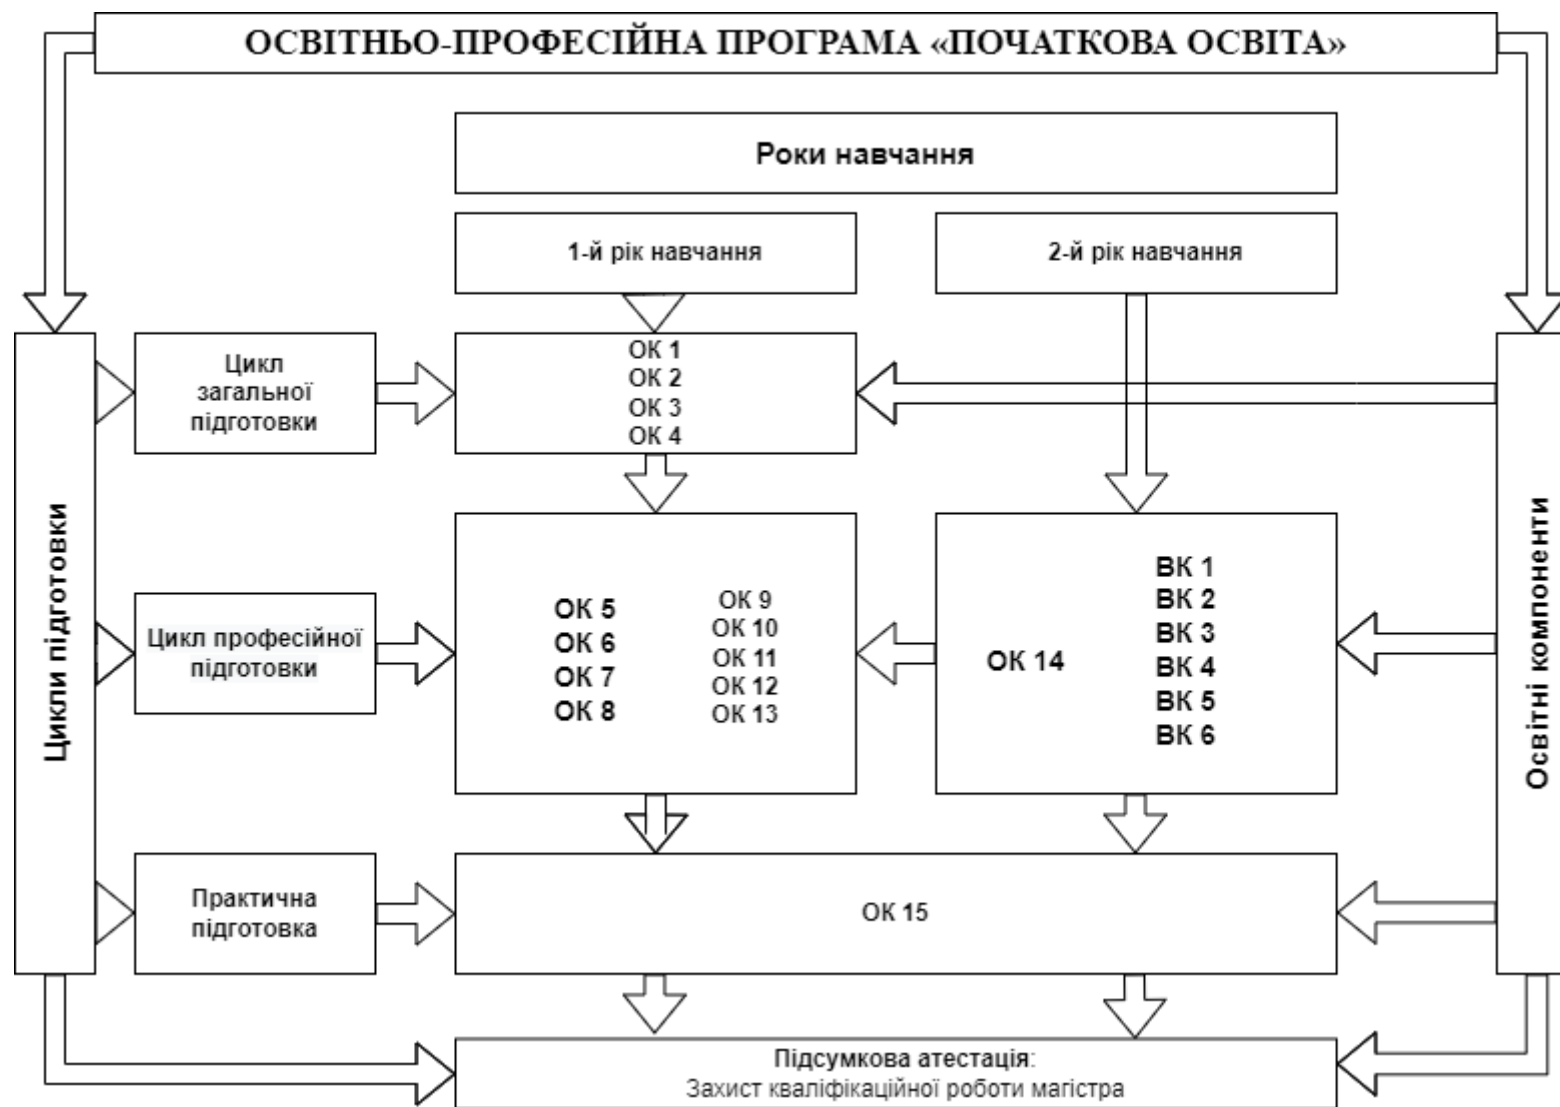 ОСВІТНЬО-ПРОФЕСІЙНА ПРОГРАМА «ПОЧАТКОВА ОСВІТА»
Роки навчання
1-й рік навчання
2-й рік навчання
Цикли підготовки
Цикл
загальної
підготовки
ОК 1
ОК 2
ОК 3
ОК 4
Освітні компоненти
Цикл професійної
підготовки
ОК 5
ОК 6
ОК 7
ОК 8
ОК 9
ОК 10
ОК 11
ОК 12
ОК 13
ОК 14
ВК 1
ВК 2
ВК 3
ВК 4
ВК 5
ВК 6
Практична
підготовка
ОК 15
Підсумкова атестація:
Захист кваліфікаційної роботи магістра